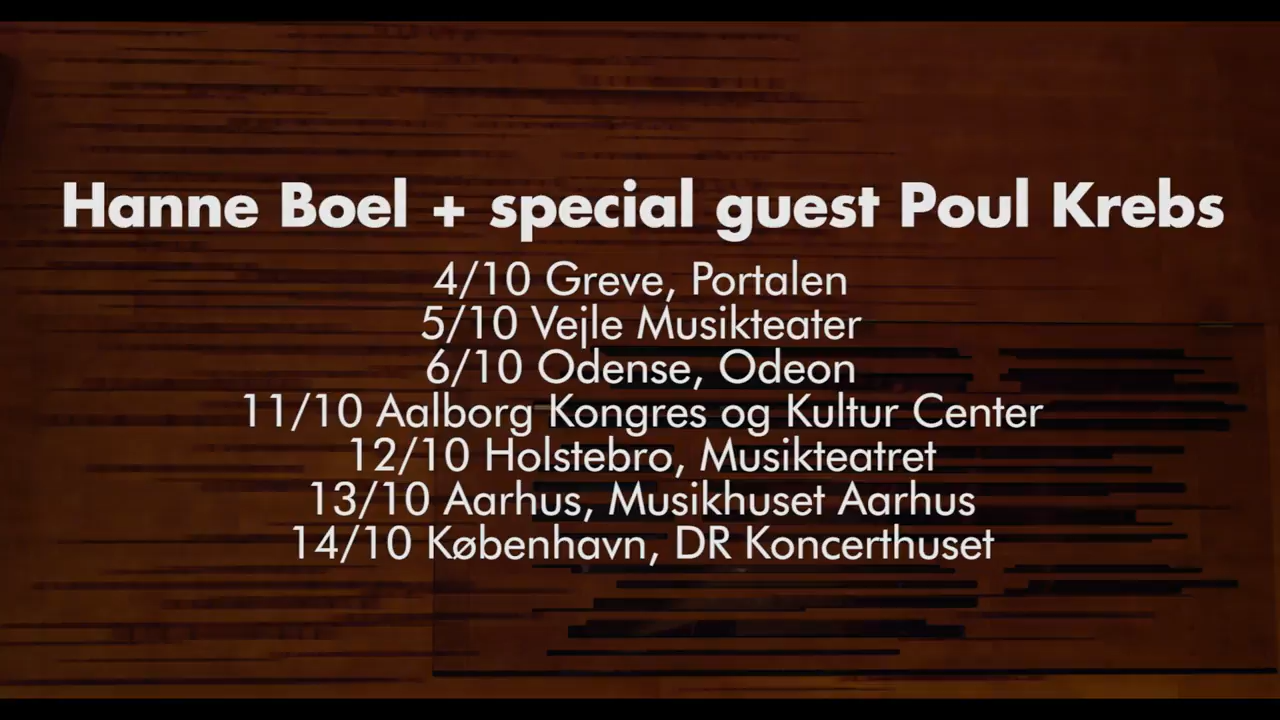 Hanne Boel + special guest Poul Krebs
4/10 Greve, Portalen
5/10 Vejle Musikteater
6/10 Odense, Odeon
11/10 Aalborg Kongres og Kultur Center
12/10 Holstebro, Musikteatret
13/10 Aarhus, Musikhuset Aarhus
14/10 København, DR Koncerthuset